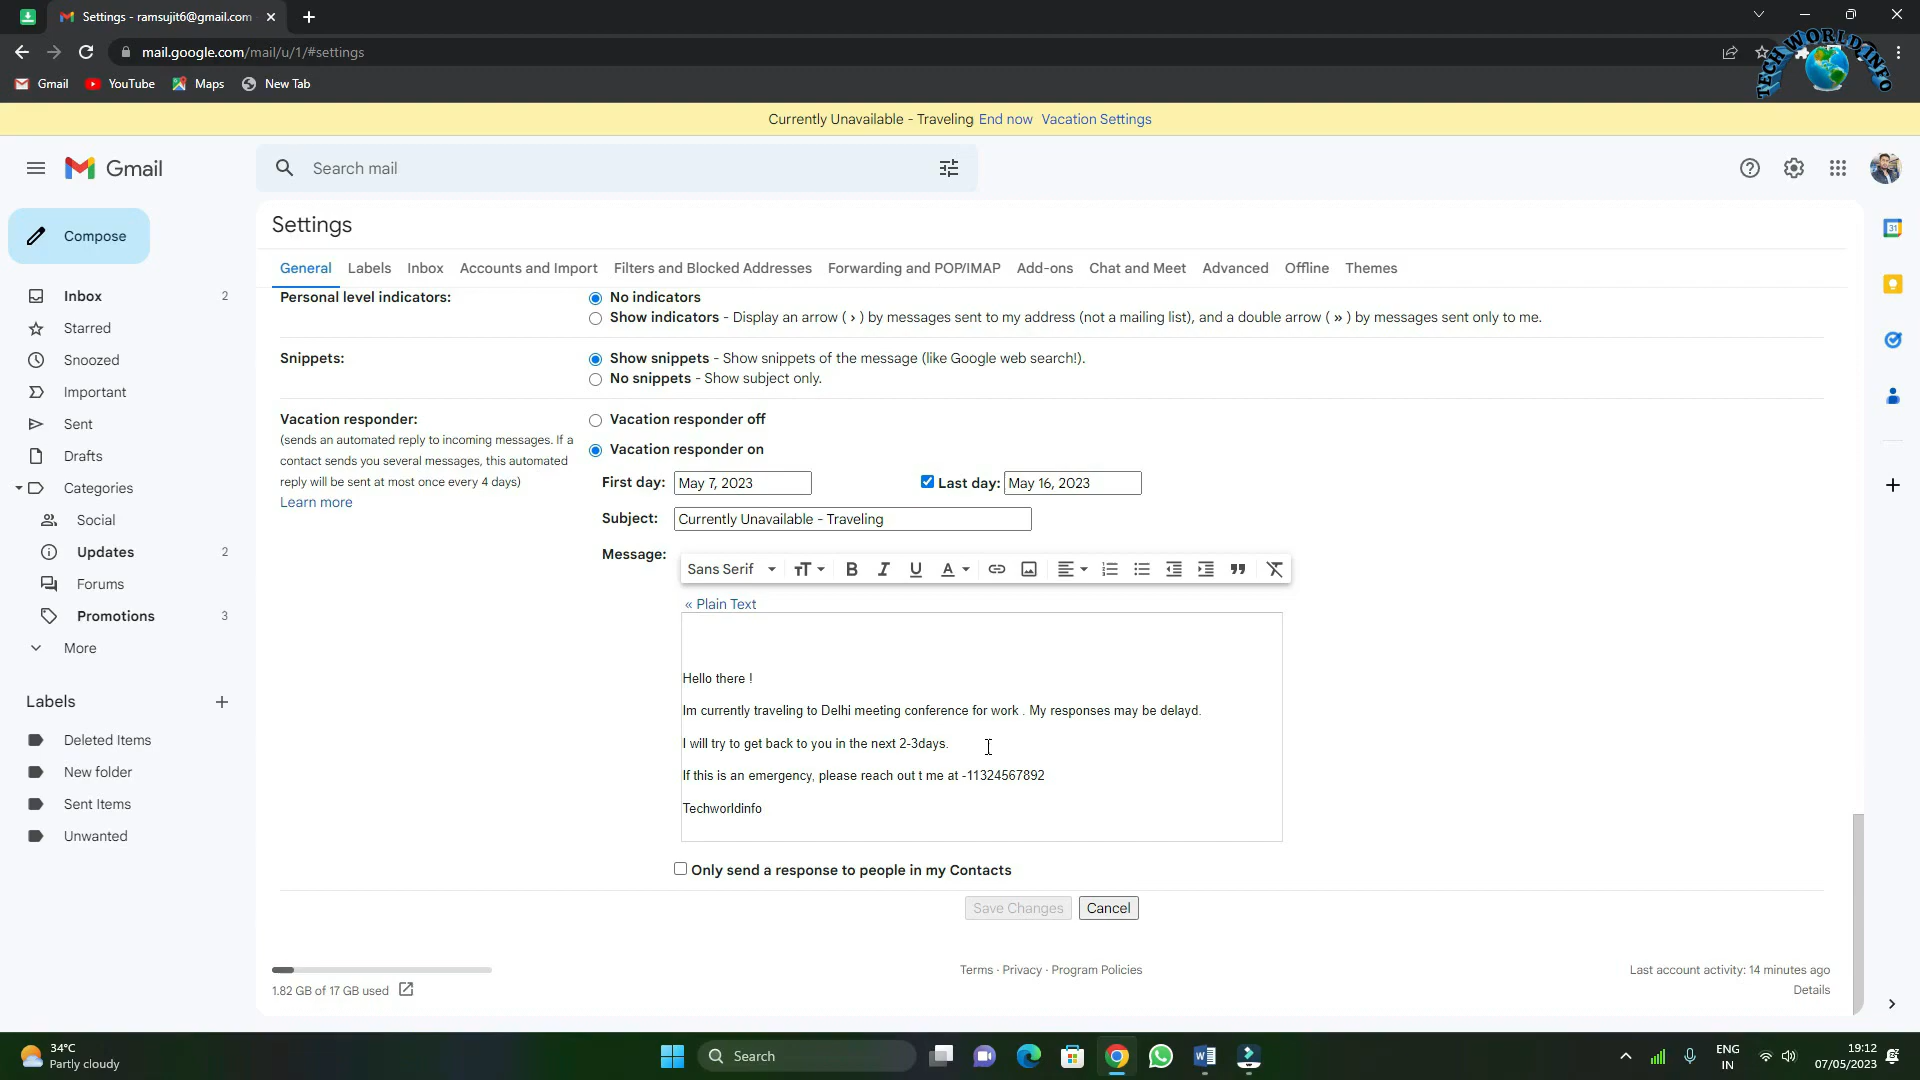 Settings - ramsujit6@gmail.com
mail.google.com/mail/u/1/#settings
TECH WORLD INFO
Gmail
YouTube
Maps
New Tab
Currently Unavailable - Traveling End now Vacation Settings
Gmail
Search mail
Compose
Inbox 2
Starred
Snoozed
Important
Sent
Drafts
Categories
Social
Updates 2
Forums
Promotions 3
More
Labels
Deleted Items
New folder
Sent Items
Unwanted
Settings
General Labels Inbox Accounts and Import Filters and Blocked Addresses Forwarding and POP/IMAP Add-ons Chat and Meet Advanced Offline Themes
Personal level indicators:
No indicators
Show indicators - Display an arrow ( › ) by messages sent to my address (not a mailing list), and a double arrow ( » ) by messages sent only to me.
Snippets:
Show snippets - Show snippets of the message (like Google web search!).
No snippets - Show subject only.
Vacation responder:
(sends an automated reply to incoming messages. If a
contact sends you several messages, this automated
reply will be sent at most once every 4 days)
Learn more
Vacation responder off
Vacation responder on
First day: May 7, 2023
Last day: May 16, 2023
Subject: Currently Unavailable - Traveling
Message:
Sans Serif
« Plain Text
Hello there !
Im currently traveling to Delhi meeting conference for work . My responses may be delayd.
I will try to get back to you in the next 2-3days.
If this is an emergency, please reach out t me at -11324567892
Techworldinfo
Only send a response to people in my Contacts
Save Changes Cancel
1.82 GB of 17 GB used
Terms · Privacy · Program Policies
Last account activity: 14 minutes ago
Details
31
34°C
Partly cloudy
Search
ENG
IN
19:12
07/05/2023